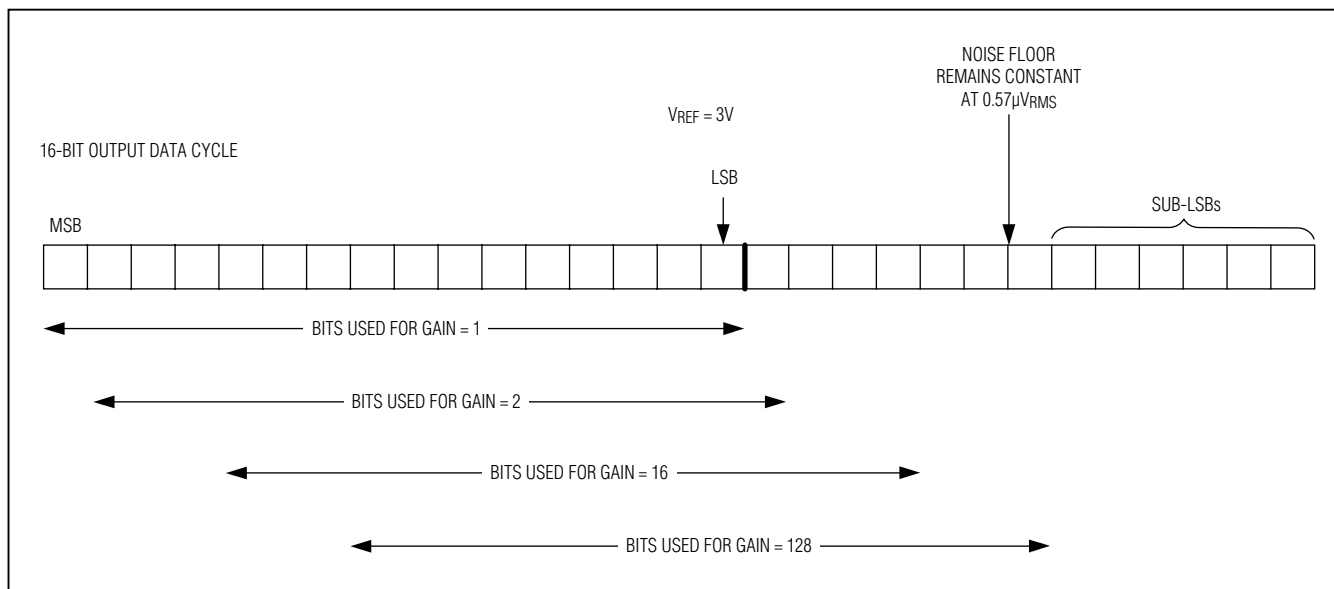 NOISE FLOOR
REMAINS CONSTANT
AT 0.57µVRMS
VREF = 3V
16-BIT OUTPUT DATA CYCLE
LSB
SUB-LSBs
MSB
BITS USED FOR GAIN = 1
BITS USED FOR GAIN = 2
BITS USED FOR GAIN = 16
BITS USED FOR GAIN = 128